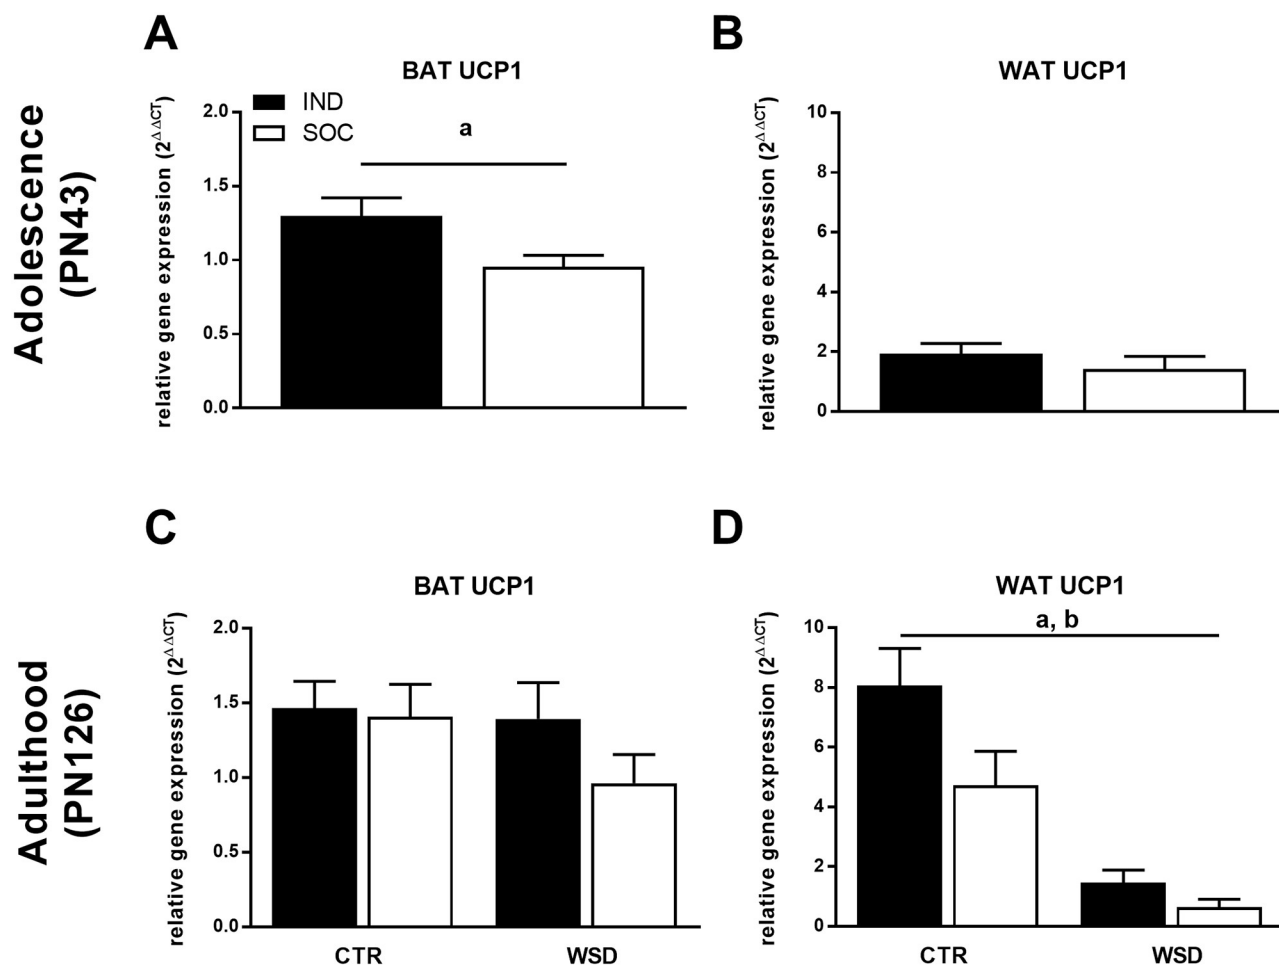 A
B
BAT UCP1
WAT UCP1
Adolescence
(PN43)
relative gene expression (2^ΔΔCT)
2.0
1.5
1.0
0.5
0.0
IND
SOC
a
relative gene expression (2^ΔΔCT)
10
8
6
4
2
0
C
D
BAT UCP1
WAT UCP1
Adulthood
(PN126)
relative gene expression (2^ΔΔCT)
2.0
1.5
1.0
0.5
0.0
CTR
WSD
relative gene expression (2^ΔΔCT)
10
8
6
4
2
0
a, b
CTR
WSD